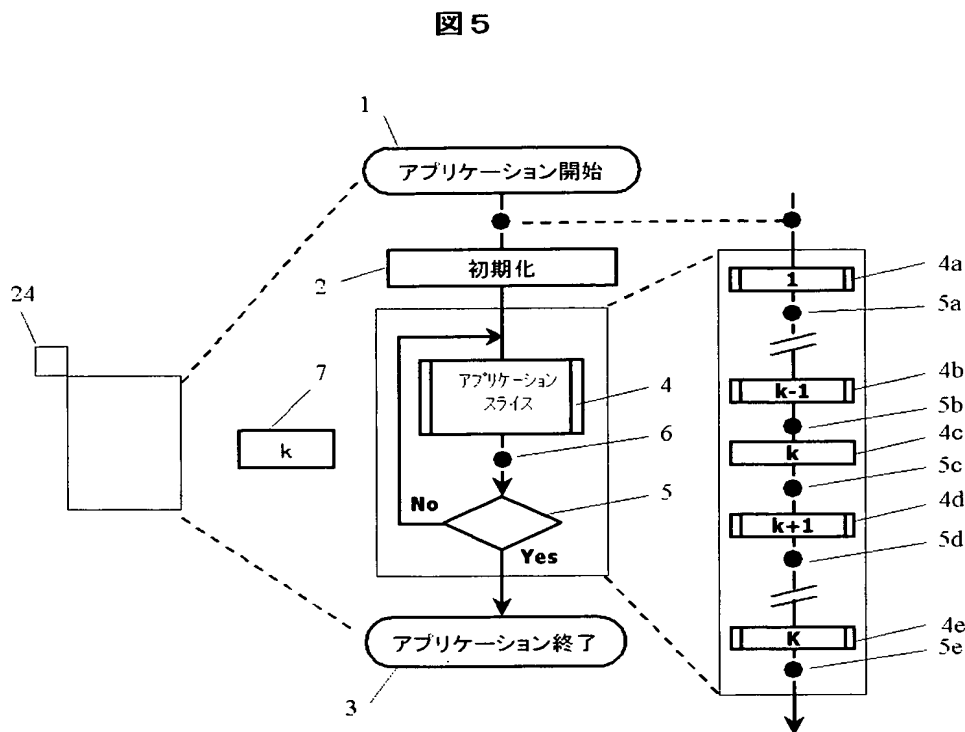 図5
1
アプリケーション開始
2
初期化
24
7
k
アプリケーション
スライス
4
6
5
No
Yes
アプリケーション終了
3
1
4a
5a
k-1
4b
5b
k
4c
5c
k+1
4d
5d
K
4e
5e